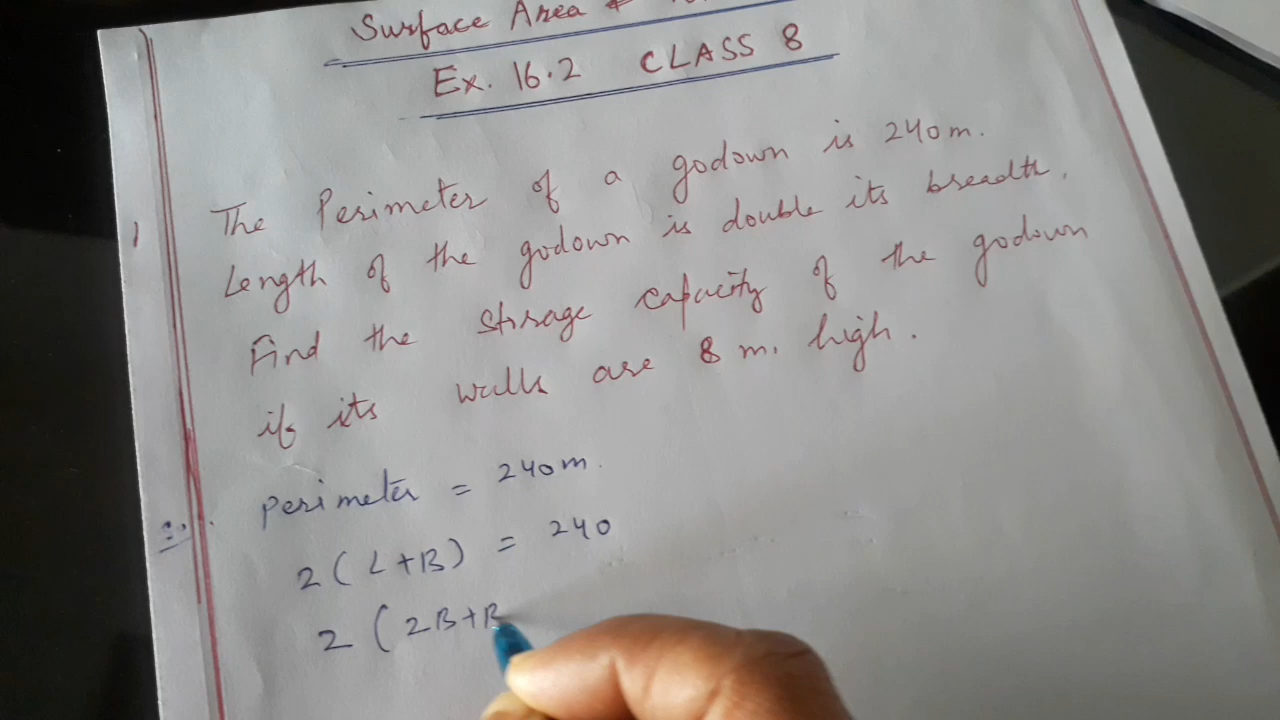 Surface Area &
Ex. 16.2 CLASS 8
1 The Perimeter of a godown is 240m.
Length of the godown is double its breadth.
Find the storage capacity of the godown
if its walls are 8 m. high.
Perimeter = 240m.
2 ( L+B ) = 240
2 ( 2B+B